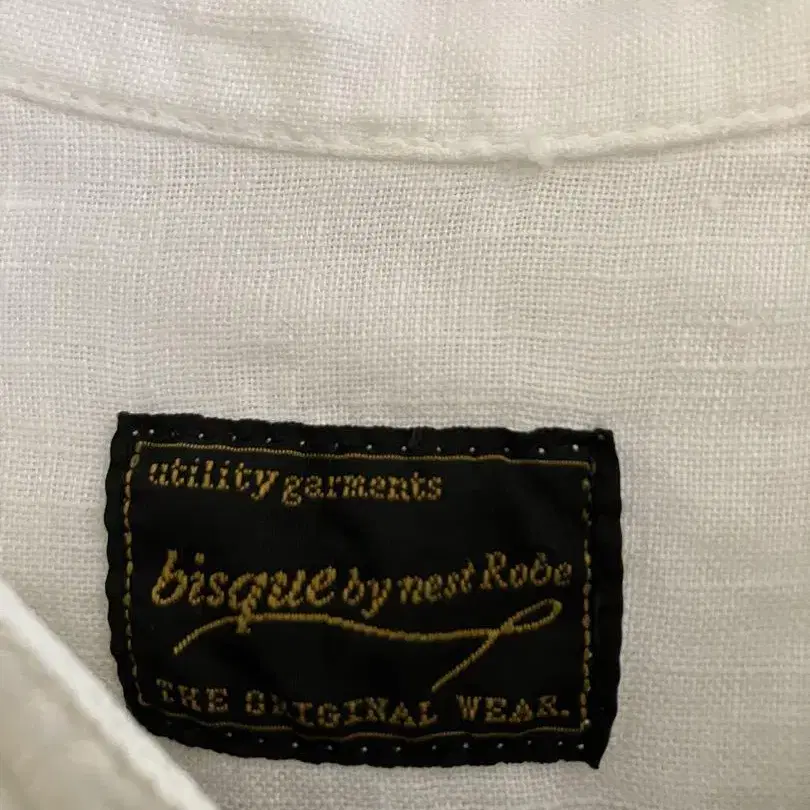 utility garments
bisque by nest Robe
THE ORIGINAL WEAR.